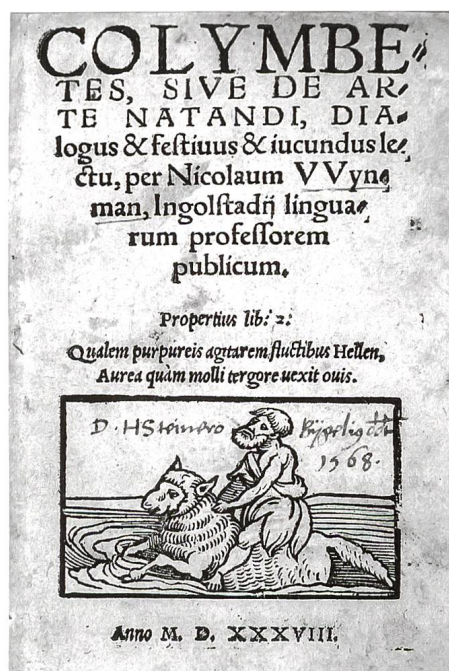 COLYMBE⸗
TES, SIVE DE AR⸗
TE NATANDI, DIA⸗
logus & festiuus & iucundus le⸗
ctu, per Nicolaum VVyn⸗
man, Ingolstadij lingua⸗
rum professorem
publicum.
Propertius lib: 2:
Qualem purpureis agitarem fluctibus Hellen,
Aurea quàm molli tergore uexit ouis.
D. HSteinero
1568.
Anno M. D. XXXVIII.